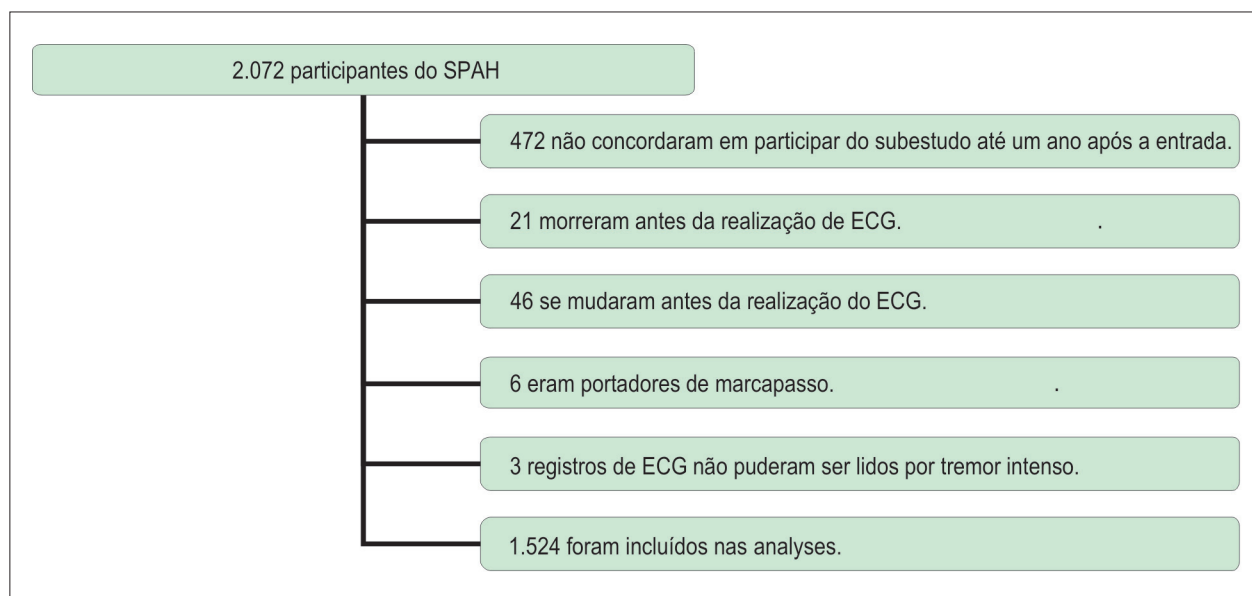 2.072 participantes do SPAH
472 não concordaram em participar do subestudo até um ano após a entrada.
21 morreram antes da realização de ECG. .
46 se mudaram antes da realização do ECG.
6 eram portadores de marcapasso. .
3 registros de ECG não puderam ser lidos por tremor intenso.
1.524 foram incluídos nas analyses.